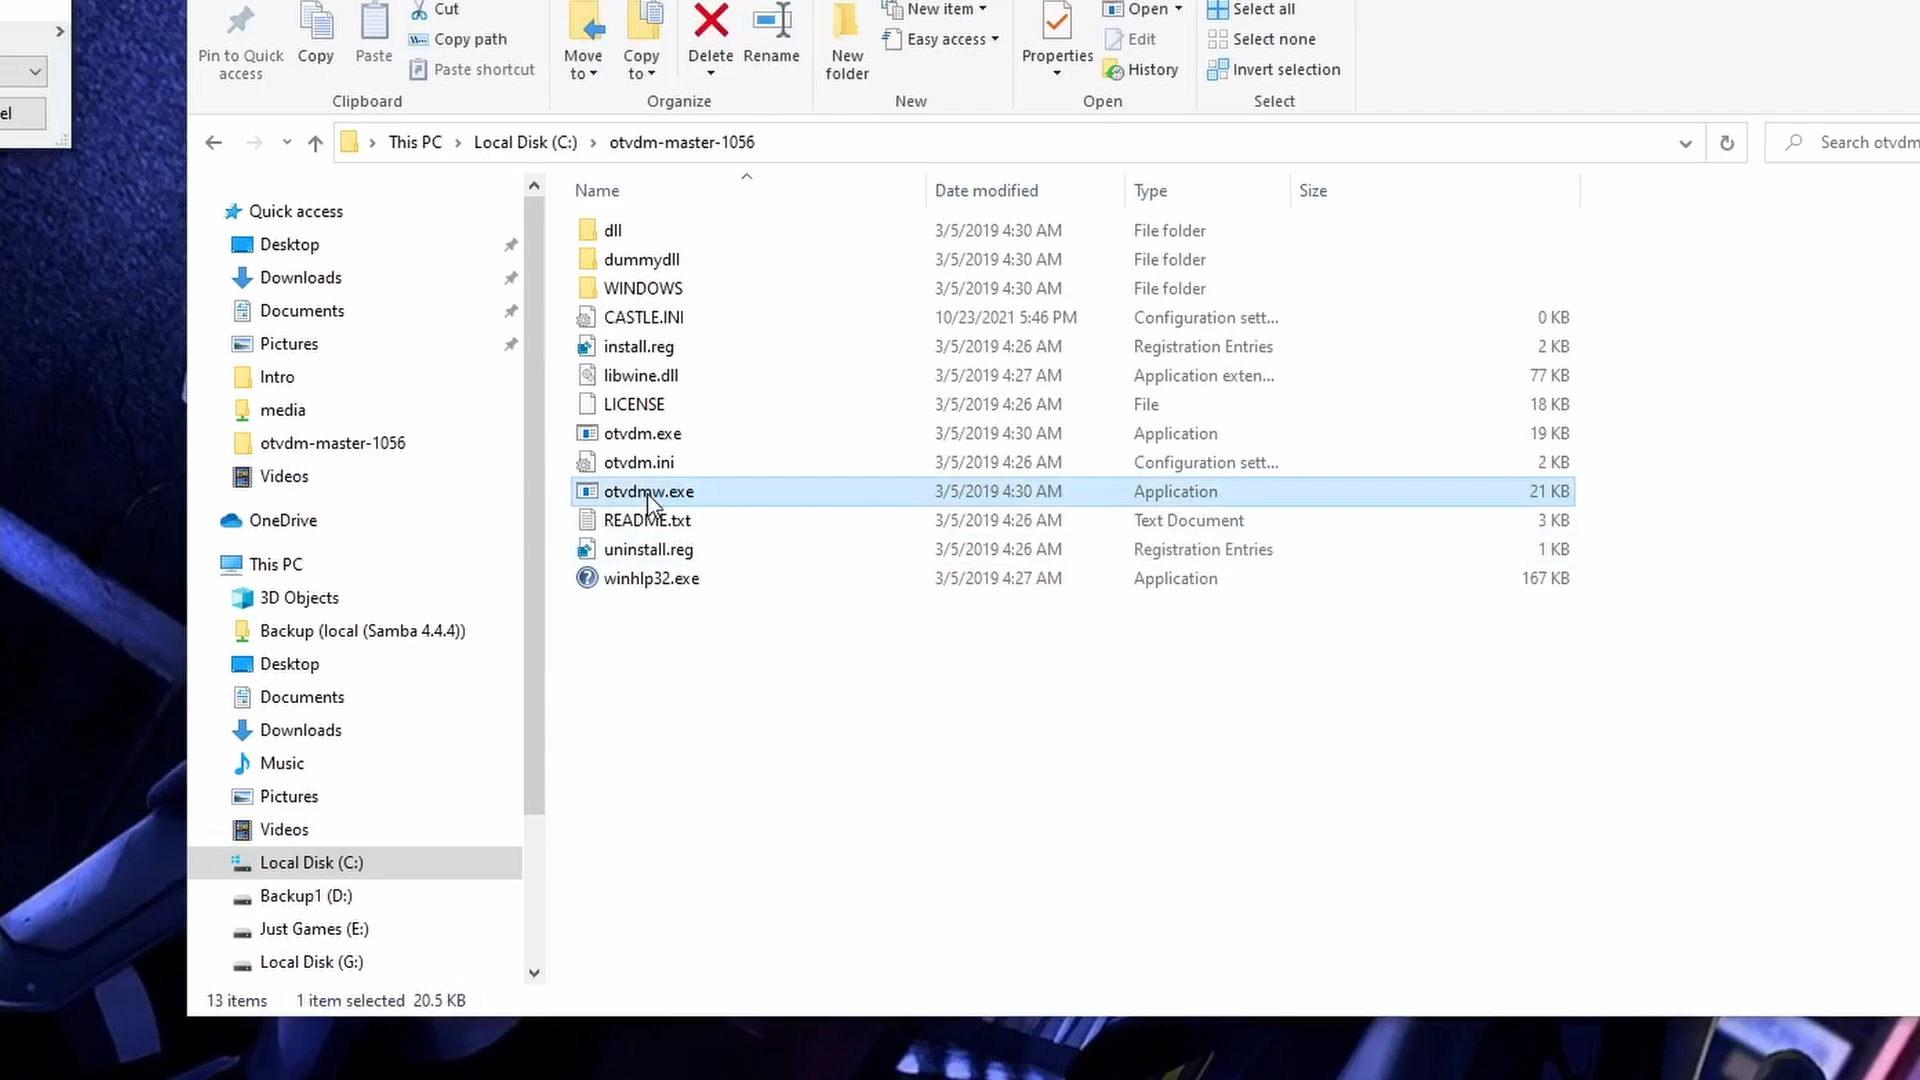 el
Pin to Quick access
Copy
Paste
Cut
Copy path
Paste shortcut
Clipboard
Move to
Copy to
Delete
Rename
Organize
New folder
New item
Easy access
New
Properties
Open
Edit
History
Open
Select all
Select none
Invert selection
Select
This PC > Local Disk (C:) > otvdm-master-1056
Search otvdm
Name Date modified Type Size
dll 3/5/2019 4:30 AM File folder
dummydll 3/5/2019 4:30 AM File folder
WINDOWS 3/5/2019 4:30 AM File folder
CASTLE.INI 10/23/2021 5:46 PM Configuration sett... 0 KB
install.reg 3/5/2019 4:26 AM Registration Entries 2 KB
libwine.dll 3/5/2019 4:27 AM Application exten... 77 KB
LICENSE 3/5/2019 4:26 AM File 18 KB
otvdm.exe 3/5/2019 4:30 AM Application 19 KB
otvdm.ini 3/5/2019 4:26 AM Configuration sett... 2 KB
otvdmw.exe 3/5/2019 4:30 AM Application 21 KB
README.txt 3/5/2019 4:26 AM Text Document 3 KB
uninstall.reg 3/5/2019 4:26 AM Registration Entries 1 KB
winhlp32.exe 3/5/2019 4:27 AM Application 167 KB
Quick access
Desktop
Downloads
Documents
Pictures
Intro
media
otvdm-master-1056
Videos
OneDrive
This PC
3D Objects
Backup (local (Samba 4.4.4))
Desktop
Documents
Downloads
Music
Pictures
Videos
Local Disk (C:)
Backup1 (D:)
Just Games (E:)
Local Disk (G:)
13 items 1 item selected 20.5 KB